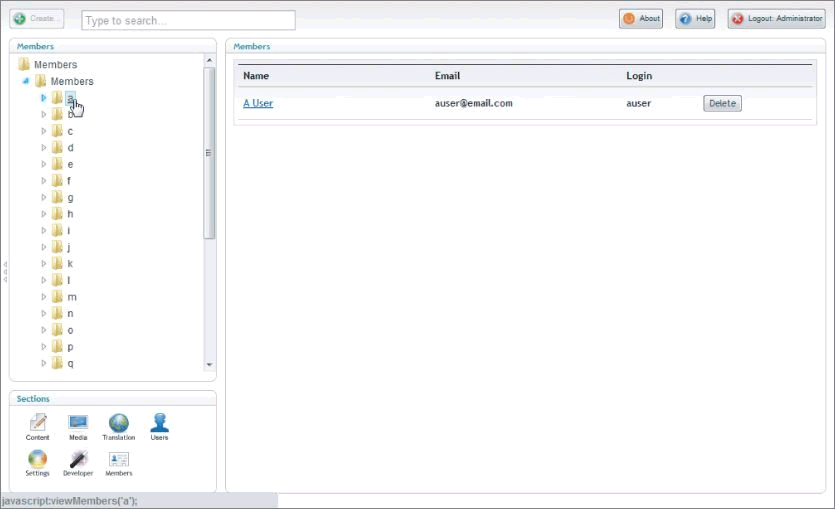 Create...
Type to search...
About
Help
Logout: Administrator
Members
Members
Members
a
b
c
d
e
f
g
h
i
j
k
l
m
n
o
p
q
Sections
Content
Media
Translation
Users
Settings
Developer
Members
javascript:viewMembers('a');
Members
Name Email Login
A User auser@email.com auser Delete